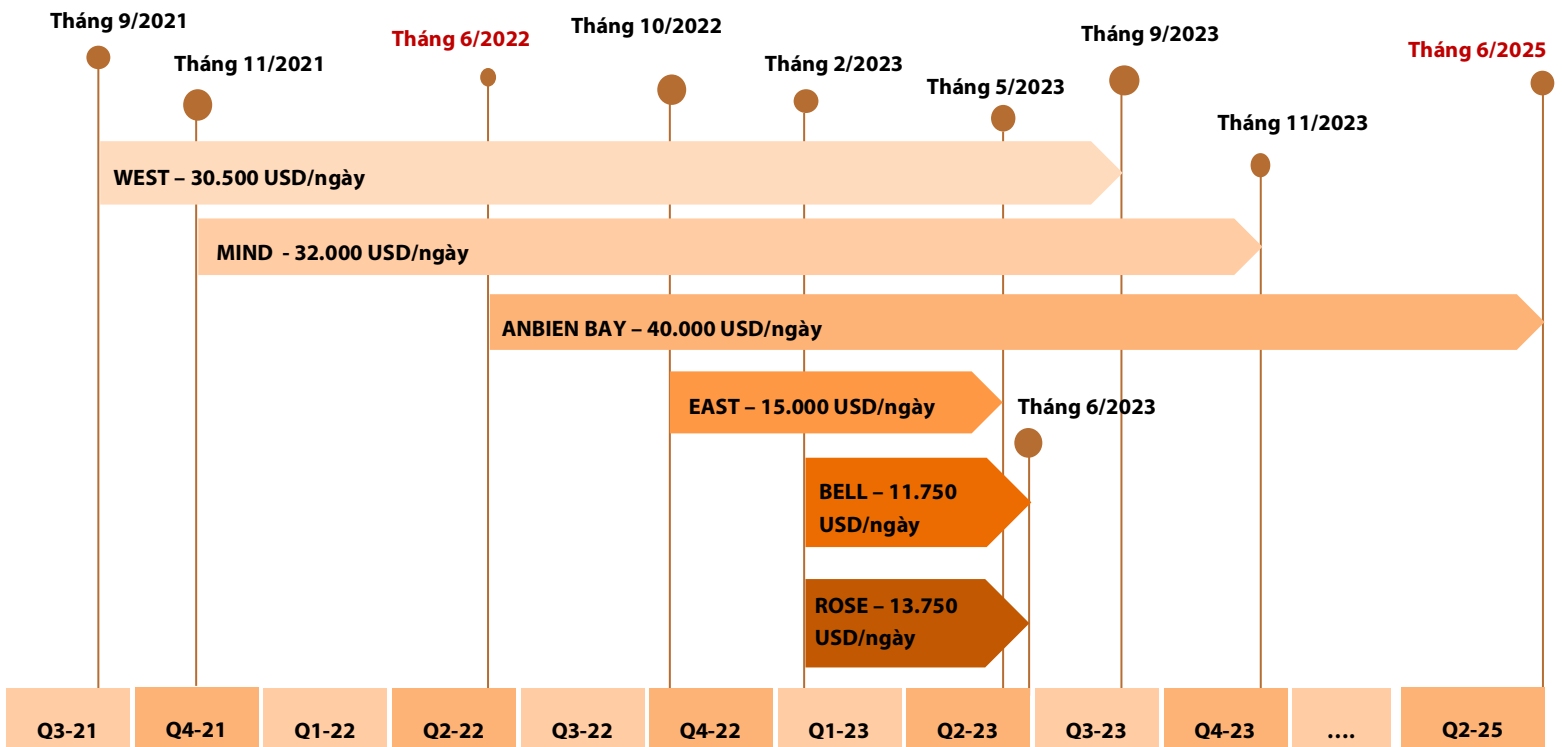 Tháng 9/2021
Tháng 10/2022
Tháng 9/2023
Tháng 6/2022
Tháng 6/2025
Tháng 11/2021
Tháng 2/2023
Tháng 5/2023
Tháng 11/2023
WEST – 30.500 USD/ngày
MIND - 32.000 USD/ngày
ANBIEN BAY – 40.000 USD/ngày
EAST – 15.000 USD/ngày
Tháng 6/2023
BELL – 11.750
USD/ngày
ROSE – 13.750
USD/ngày
Q3-21 Q4-21 Q1-22 Q2-22 Q3-22 Q4-22 Q1-23 Q2-23 Q3-23 Q4-23 .... Q2-25